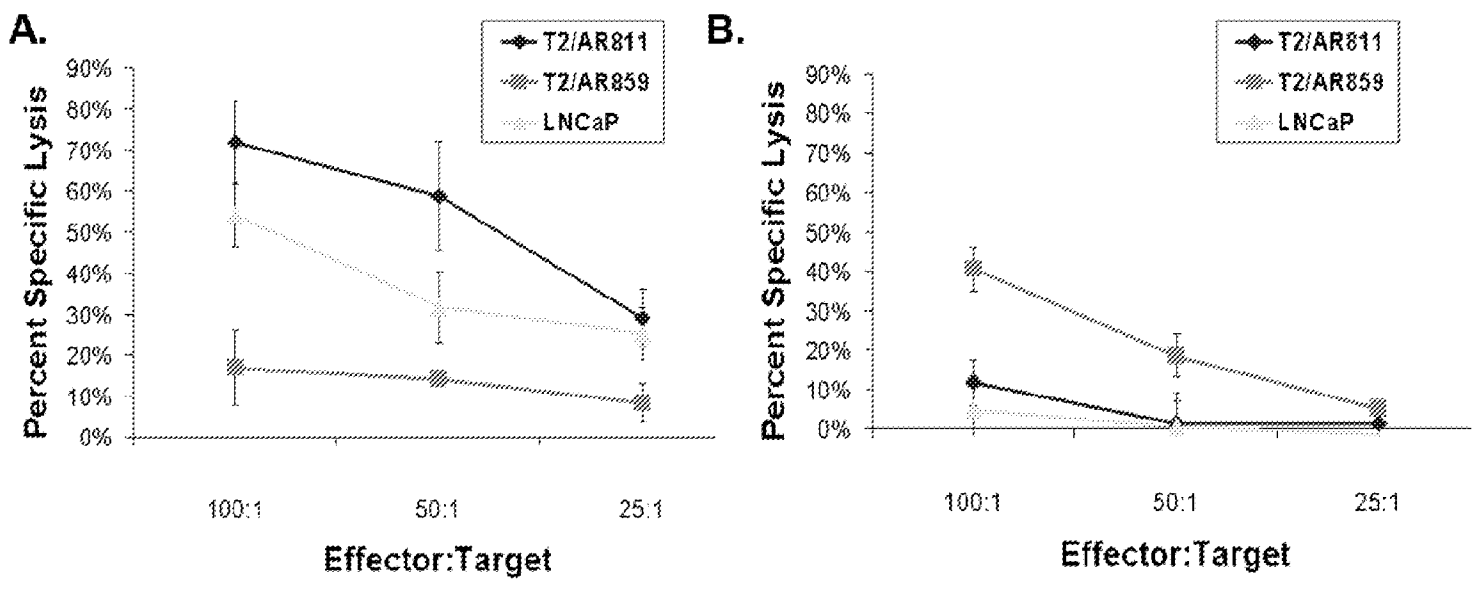 A.
T2/AR811
T2/AR859
LNCaP
90%
80%
70%
60%
50%
40%
30%
20%
10%
0%
Percent Specific Lysis
100:1
50:1
25:1
Effector:Target
B.
T2/AR811
T2/AR859
LNCaP
90%
80%
70%
60%
50%
40%
30%
20%
10%
0%
Percent Specific Lysis
100:1
50:1
25:1
Effector:Target